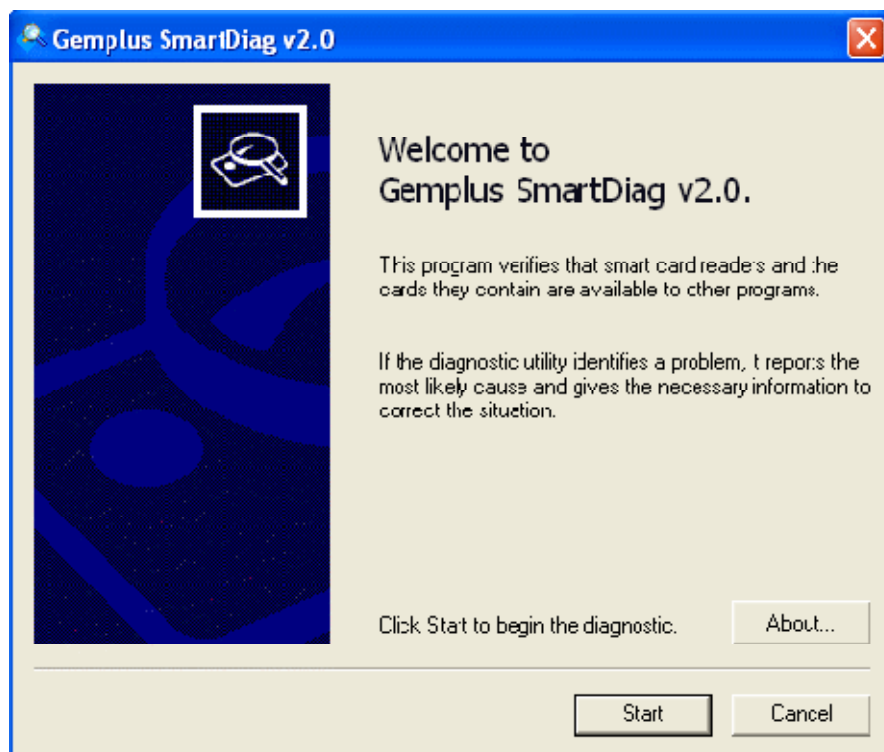 Gemplus SmartDiag v2.0
Welcome to
Gemplus SmartDiag v2.0.
This program verifies that smart card readers and the
cards they contain are available to other programs.
If the diagnostic utility identifies a problem, it reports the
most likely cause and gives the necessary information to
correct the situation.
Click Start to begin the diagnostic.
About...
Start
Cancel